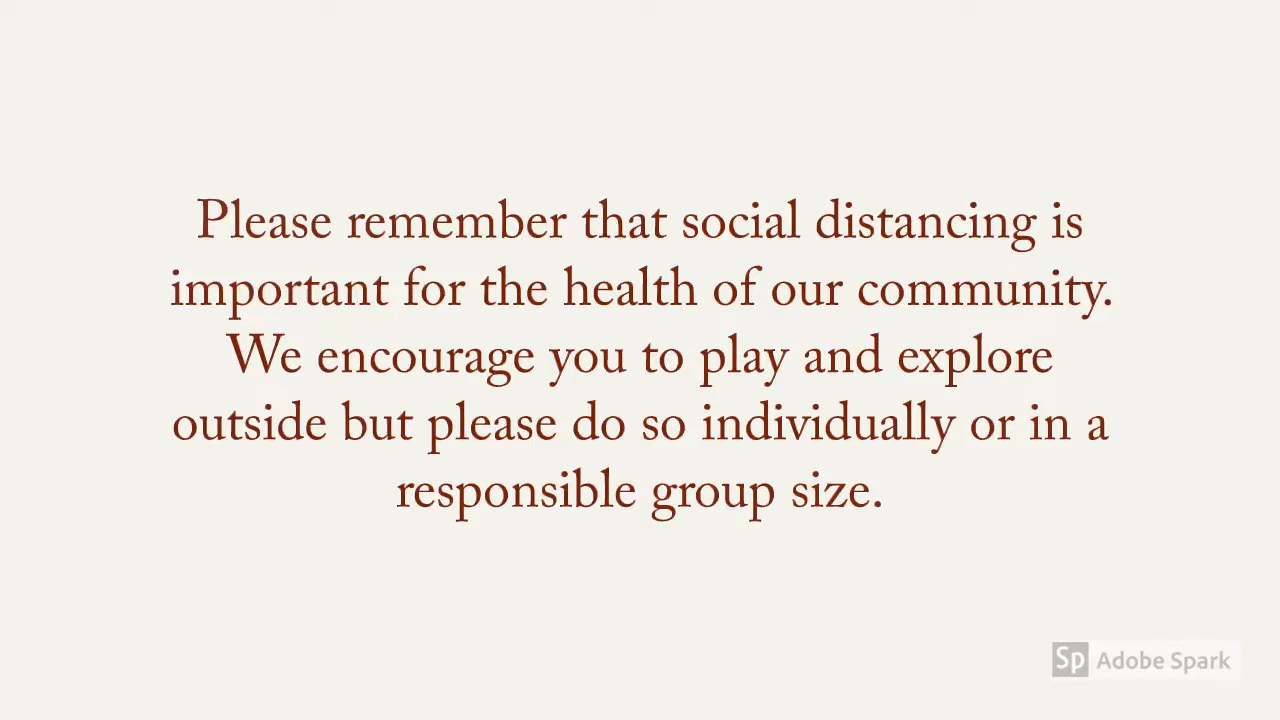 Please remember that social distancing is
important for the health of our community.
We encourage you to play and explore
outside but please do so individually or in a
responsible group size.
Sp Adobe Spark